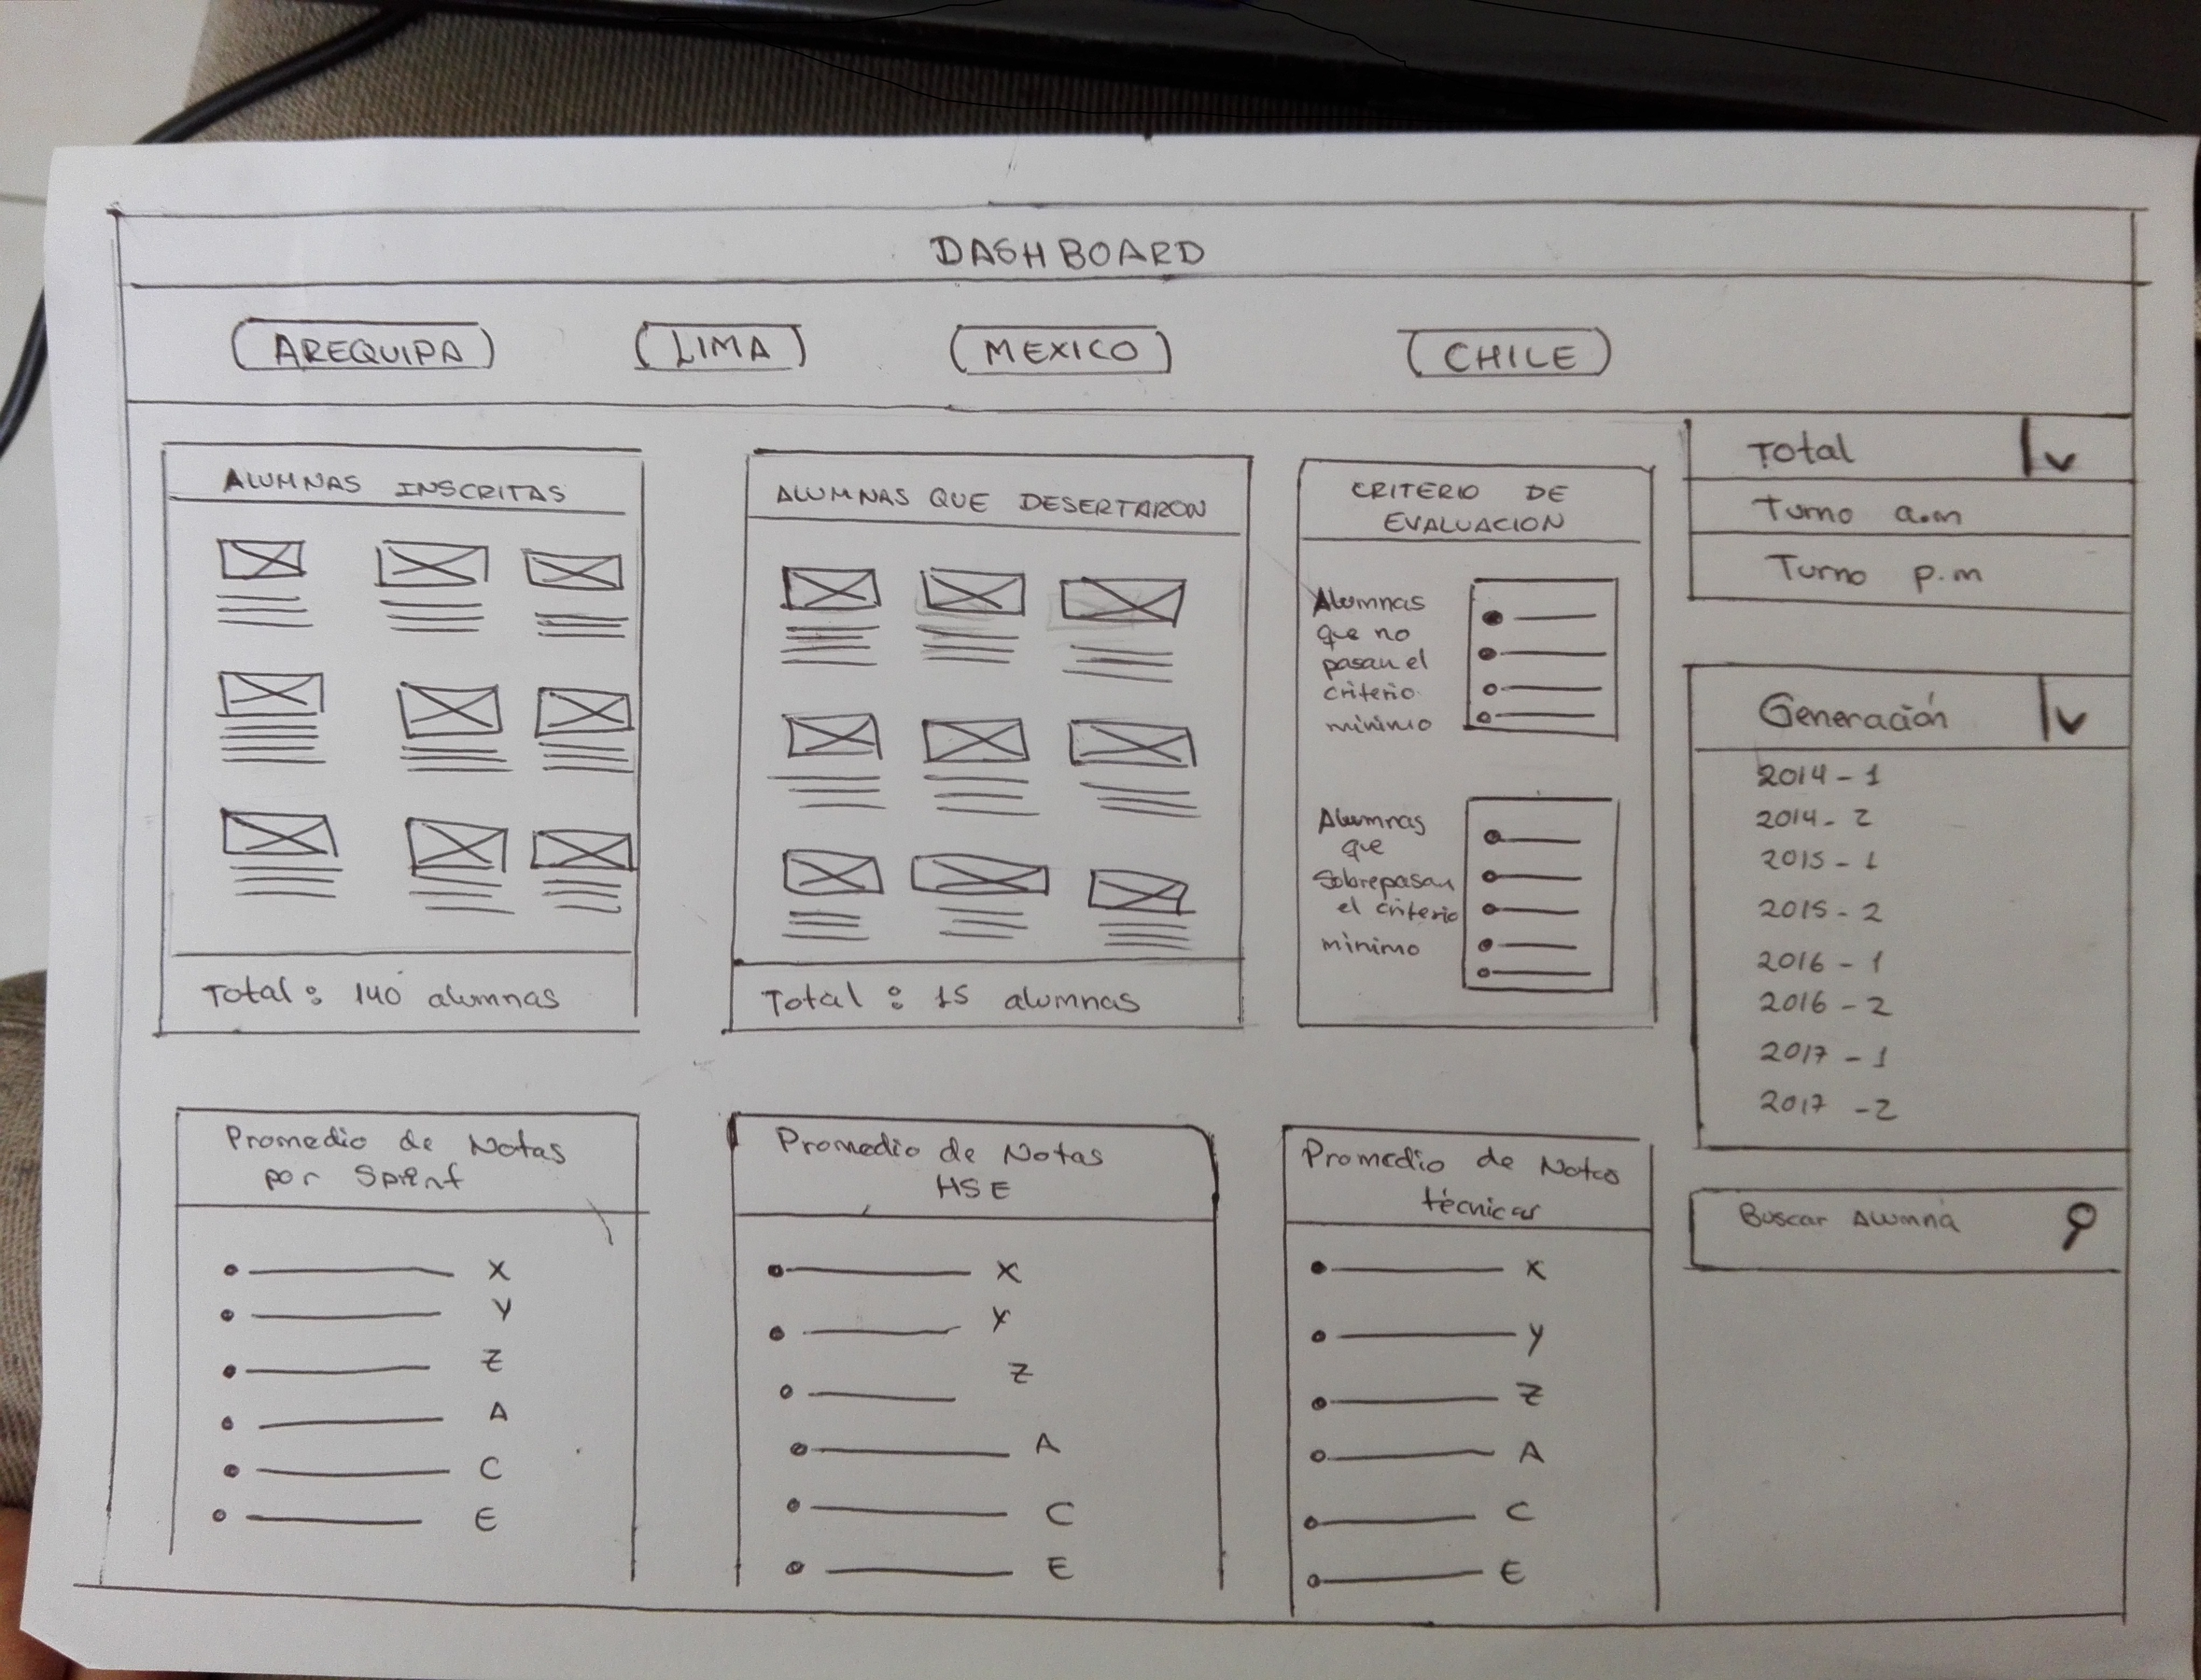 DASHBOARD
AREQUIPA
LIMA
MEXICO
CHILE
ALUMNAS INSCRITAS
Total : 140 alumnas
ALUMNAS QUE DESERTARON
Total : 15 alumnas
CRITERIO DE
EVALUACION
Alumnas
que no
pasan el
criterio
minimo
Alumnas
que
Sobrepasan
el criterio
minimo
Total
Turno a.m
Turno p.m
Generación
2014 - 1
2014 - 2
2015 - 1
2015 - 2
2016 - 1
2016 - 2
2017 - 1
2017 - 2
Buscar Alumna
Promedio de Notas
por Sprint
X
Y
Z
A
C
E
Promedio de Notas
HSE
X
Y
Z
A
C
E
Promedio de Notas
técnicas
X
Y
Z
A
C
E